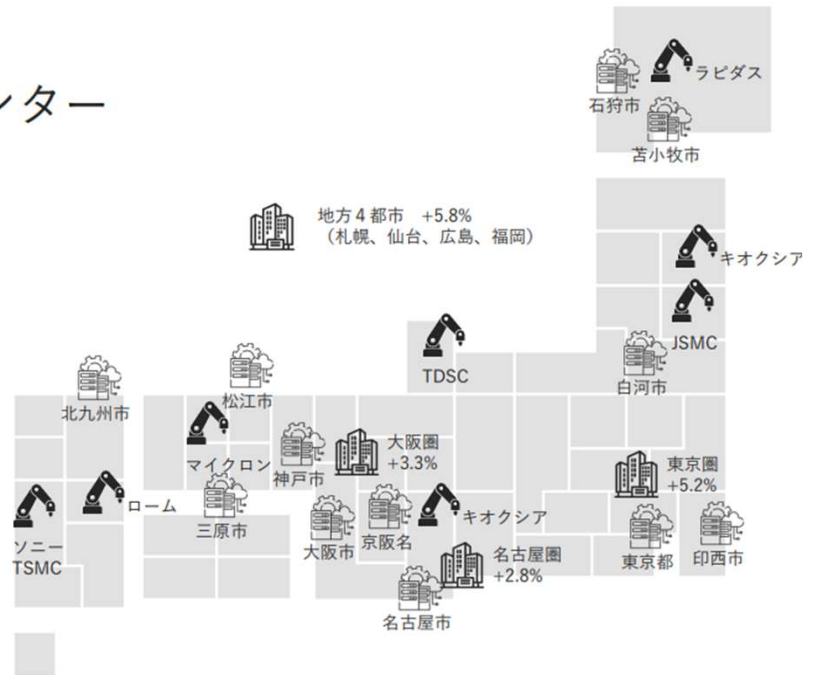 ンター
ラピダス
石狩市
苫小牧市
地方4都市 +5.8%
（札幌、仙台、広島、福岡）
キオクシア
JSMC
TDSC
白河市
松江市
北九州市
大阪圏
+3.3%
東京圏
+5.2%
マイクロン
神戸市
ローム
三原市
キオクシア
大阪市
京阪名
ソニー
TSMC
名古屋圏
+2.8%
東京都
印西市
名古屋市